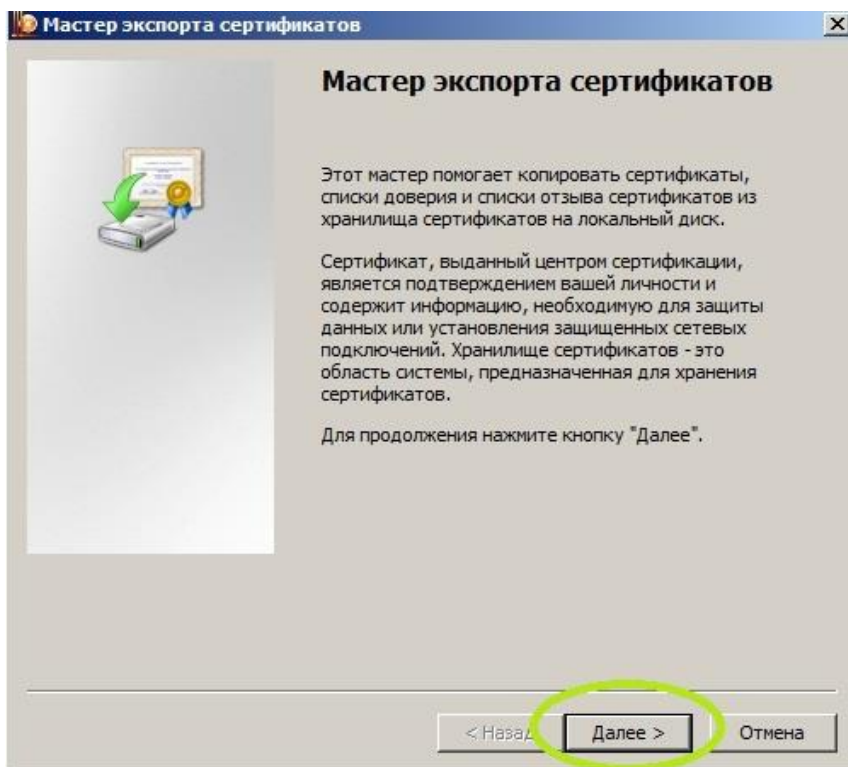 Мастер экспорта сертификатов
Мастер экспорта сертификатов
Этот мастер помогает копировать сертификаты,
списки доверия и списки отзыва сертификатов из
хранилища сертификатов на локальный диск.
Сертификат, выданный центром сертификации,
является подтверждением вашей личности и
содержит информацию, необходимую для защиты
данных или установления защищенных сетевых
подключений. Хранилище сертификатов - это
область системы, предназначенная для хранения
сертификатов.
Для продолжения нажмите кнопку "Далее".
< Назад Далее > Отмена